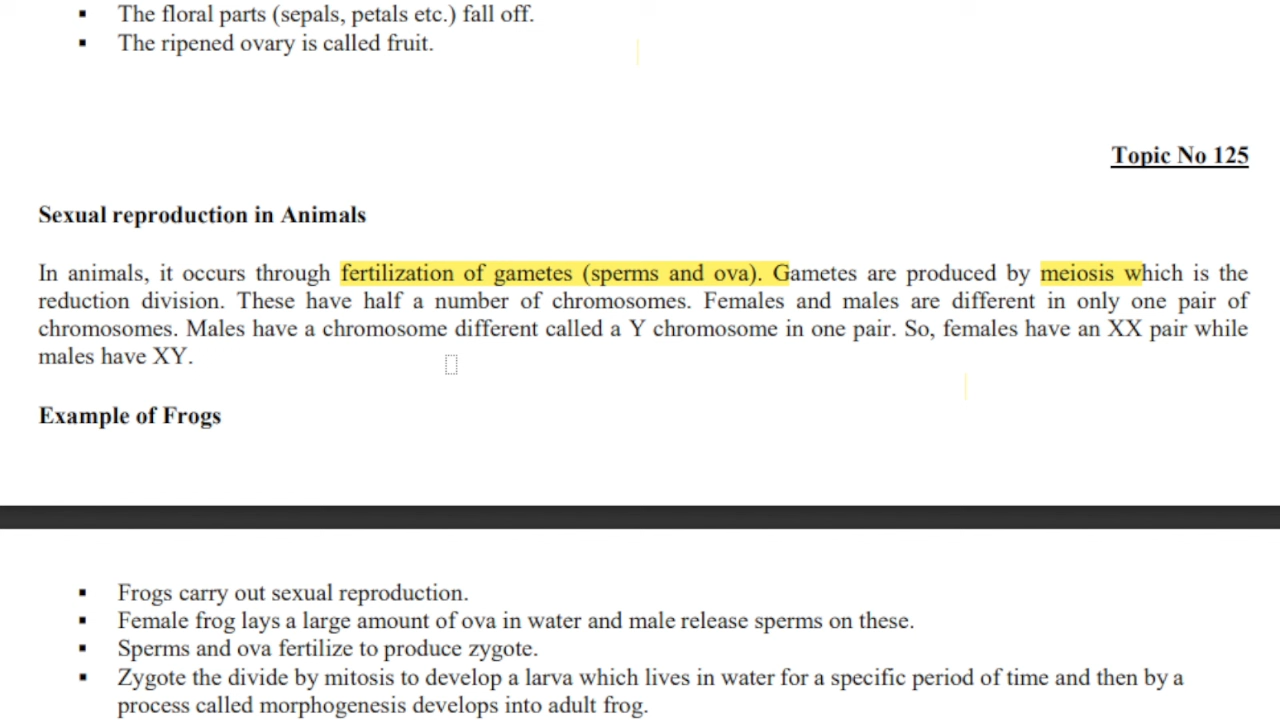 ▪ The floral parts (sepals, petals etc.) fall off.
▪ The ripened ovary is called fruit.
Topic No 125
Sexual reproduction in Animals
In animals, it occurs through fertilization of gametes (sperms and ova). Gametes are produced by meiosis which is the
reduction division. These have half a number of chromosomes. Females and males are different in only one pair of
chromosomes. Males have a chromosome different called a Y chromosome in one pair. So, females have an XX pair while
males have XY.
Example of Frogs
▪ Frogs carry out sexual reproduction.
▪ Female frog lays a large amount of ova in water and male release sperms on these.
▪ Sperms and ova fertilize to produce zygote.
▪ Zygote the divide by mitosis to develop a larva which lives in water for a specific period of time and then by a
process called morphogenesis develops into adult frog.